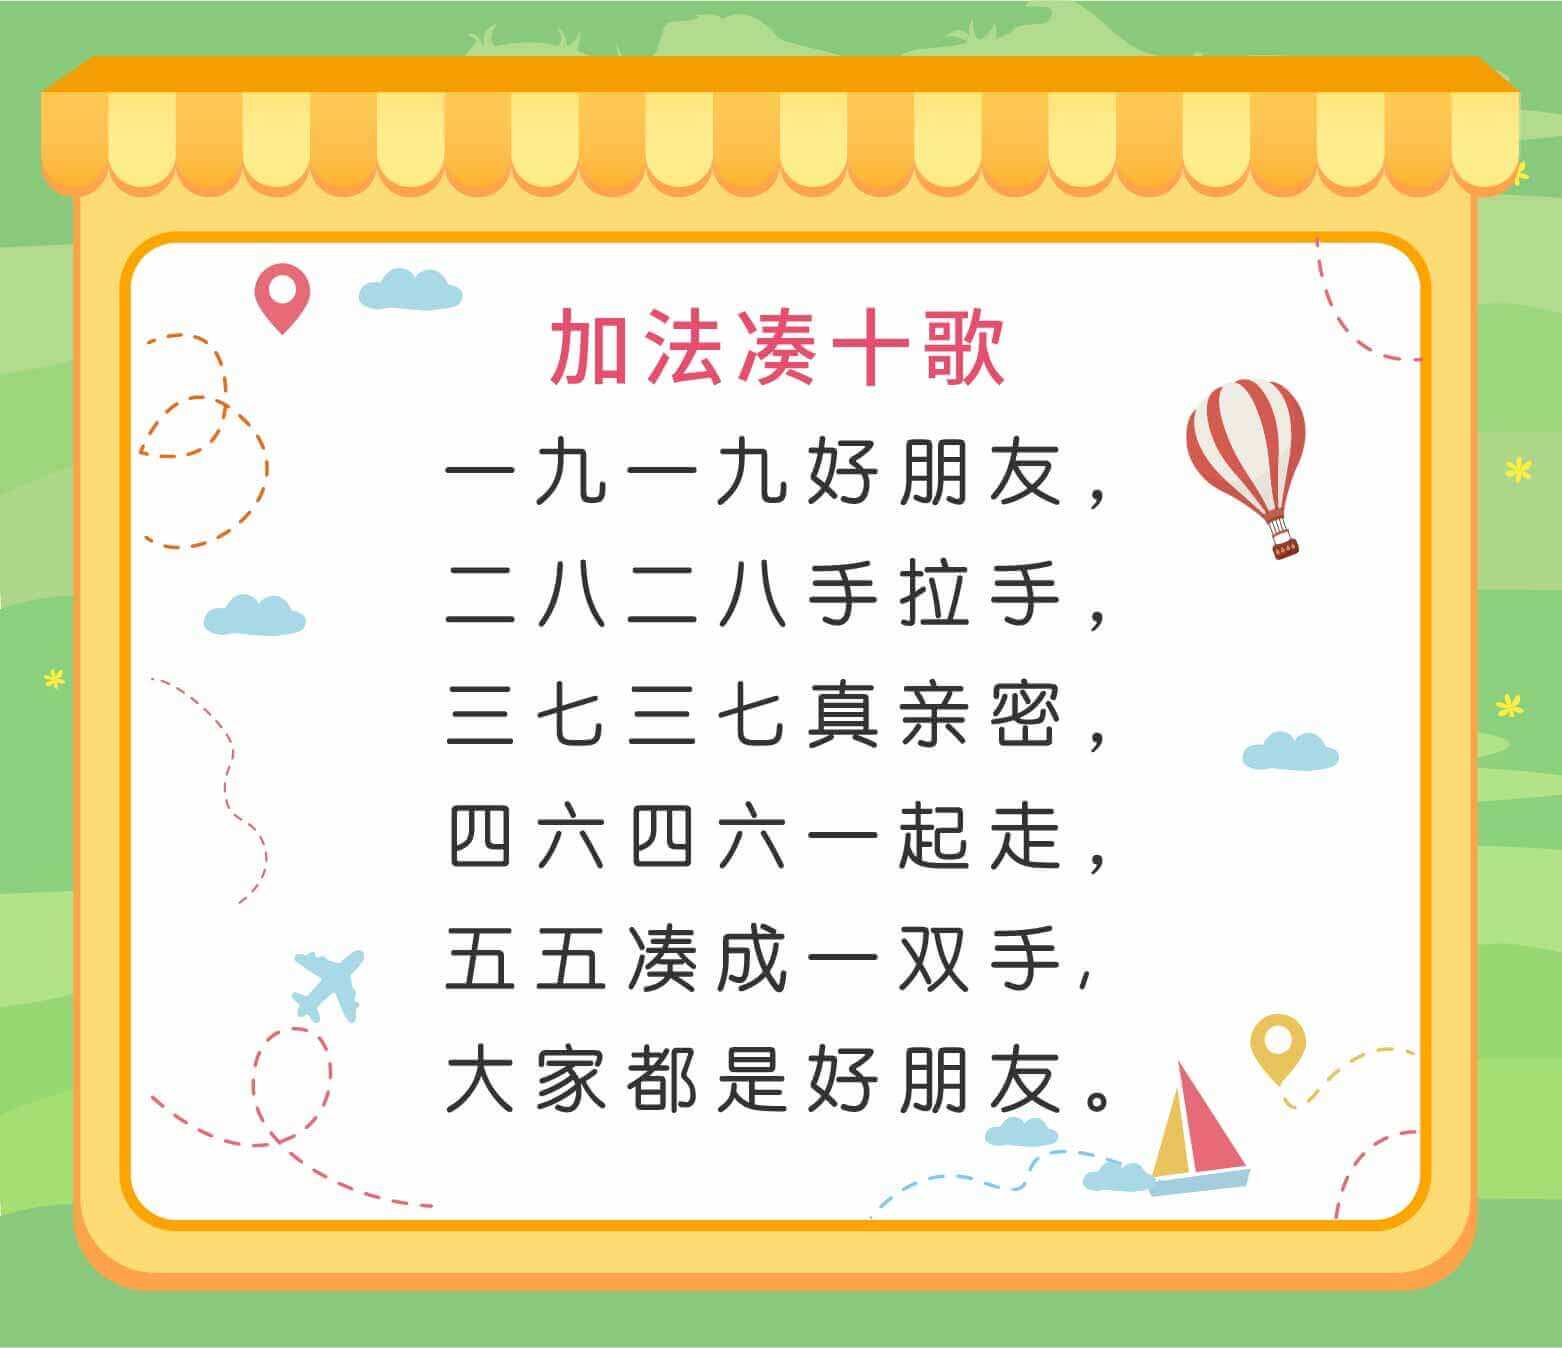 加法凑十歌
一九一九好朋友，
二八二八手拉手，
三七三七真亲密，
四六四六一起走，
五五凑成一双手，
大家都是好朋友。